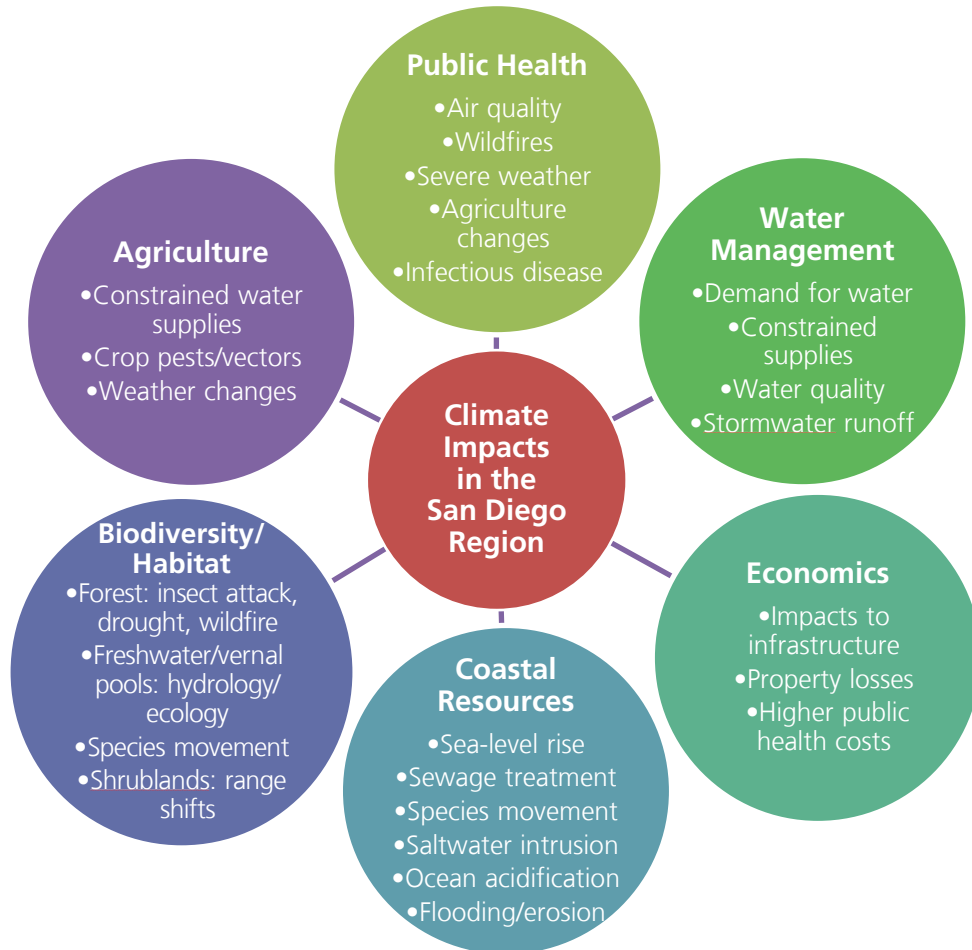 Public Health
•Air quality
•Wildfires
•Severe weather
•Agriculture
changes
•Infectious disease
Water
Management
•Demand for water
•Constrained
supplies
•Water quality
•Stormwater runoff
Economics
•Impacts to
infrastructure
•Property losses
•Higher public
health costs
Coastal
Resources
•Sea-level rise
•Sewage treatment
•Species movement
•Saltwater intrusion
•Ocean acidification
•Flooding/erosion
Biodiversity/
Habitat
•Forest: insect attack,
drought, wildfire
•Freshwater/vernal
pools: hydrology/
ecology
•Species movement
•Shrublands: range
shifts
Agriculture
•Constrained water
supplies
•Crop pests/vectors
•Weather changes
Climate
Impacts
in the
San Diego
Region